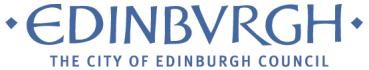 •EDINBVRGH•
THE CITY OF EDINBURGH COUNCIL